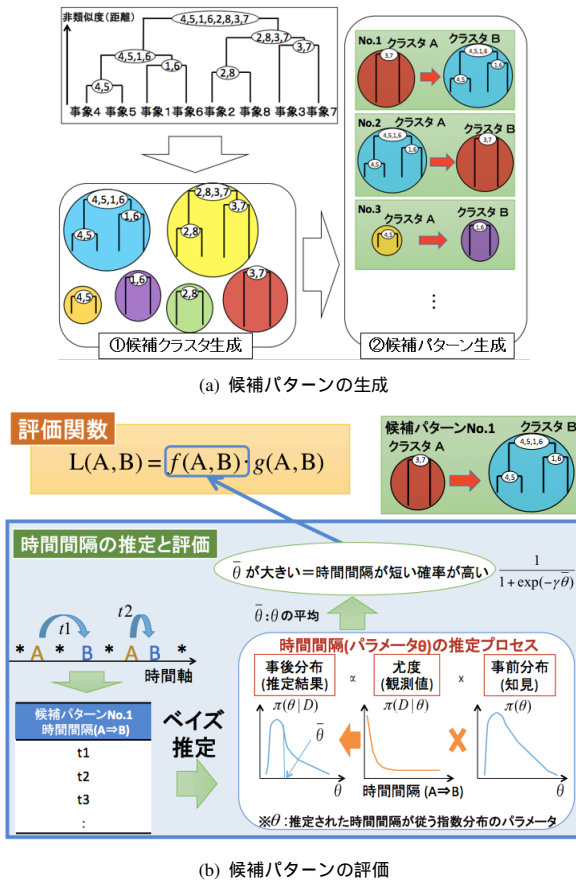 非類似度(距離)
4,5,1,6,2,8,3,7
4,5,1,6
2,8,3,7
3,7
1,6
2,8
4,5
事象4 事象5 事象1 事象6 事象2 事象8 事象3 事象7
4,5,1,6
1,6
4,5
2,8,3,7
3,7
2,8
4,5
1,6
2,8
3,7
①候補クラスタ生成
No.1
クラスタ A
クラスタ B
3,7
4,5,1,6
1,6
4,5
No.2
クラスタ A
クラスタ B
4,5,1,6
1,6
4,5
3,7
No.3
クラスタ A
クラスタ B
4,5
1,6
⋮
②候補パターン生成
(a) 候補パターンの生成
評価関数
L(A,B) = f(A,B)·g(A,B)
候補パターンNo.1
クラスタ A
クラスタ B
3,7
4,5,1,6
1,6
4,5
時間間隔の推定と評価
θ̄ が大きい=時間間隔が短い確率が高い
1
1+exp(-γθ̄)
θ̄:θ の平均
t1 t2
* A * B * A B *
時間軸
候補パターンNo.1
時間間隔(A⇒B)
t1
t2
t3
:
ベイズ
推定
時間間隔(パラメータθ)の推定プロセス
事後分布
(推定結果)
∝
尤度
(観測値)
×
事前分布
(知見)
π(θ|D)
π(D|θ)
π(θ)
θ̄
θ
時間間隔 (A⇒B)
θ
※θ:推定された時間間隔が従う指数分布のパラメータ
(b) 候補パターンの評価